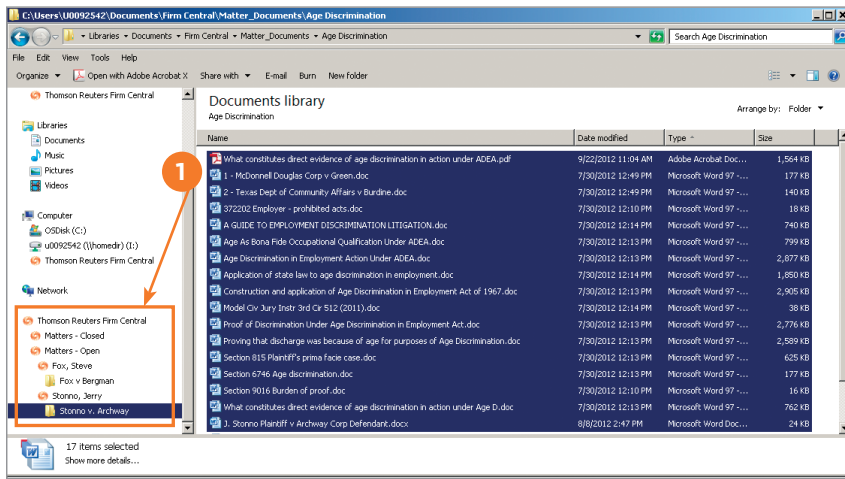 C:\Users\U0092542\Documents\Firm Central\Matter_Documents\Age Discrimination
Libraries Documents Firm Central Matter_Documents Age Discrimination Search Age Discrimination
File Edit View Tools Help
Organize Open with Adobe Acrobat X Share with E-mail Burn New folder
Thomson Reuters Firm Central
Libraries
Documents
Music
Pictures
Videos
Computer
OSDisk (C:)
u0092542 (\\homedir) (I:)
Thomson Reuters Firm Central
Network
Thomson Reuters Firm Central
Matters - Closed
Matters - Open
Fox, Steve
Fox v Bergman
Stonno, Jerry
Stonno v. Archway
1
Documents library
Age Discrimination
Arrange by: Folder
Name Date modified Type Size
What constitutes direct evidence of age discrimination in action under ADEA.pdf 9/22/2012 11:04 AM Adobe Acrobat Doc... 1,564 KB
1 - McDonnell Douglas Corp v Green.doc 7/30/2012 12:49 PM Microsoft Word 97 -... 177 KB
2 - Texas Dept of Community Affairs v Burdine.doc 7/30/2012 12:49 PM Microsoft Word 97 -... 140 KB
372202 Employer - prohibited acts.doc 7/30/2012 12:10 PM Microsoft Word 97 -... 18 KB
A GUIDE TO EMPLOYMENT DISCRIMINATION LITIGATION.doc 7/30/2012 12:14 PM Microsoft Word 97 -... 740 KB
Age As Bona Fide Occupational Qualification Under ADEA.doc 7/30/2012 12:13 PM Microsoft Word 97 -... 799 KB
Age Discrimination in Employment Action Under ADEA.doc 7/30/2012 12:13 PM Microsoft Word 97 -... 2,877 KB
Application of state law to age discrimination in employment.doc 7/30/2012 12:14 PM Microsoft Word 97 -... 1,850 KB
Construction and application of Age Discrimination in Employment Act of 1967.doc 7/30/2012 12:13 PM Microsoft Word 97 -... 2,905 KB
Model Civ Jury Instr 3rd Cir 512 (2011).doc 7/30/2012 12:14 PM Microsoft Word 97 -... 38 KB
Proof of Discrimination Under Age Discrimination in Employment Act.doc 7/30/2012 12:13 PM Microsoft Word 97 -... 2,776 KB
Proving that discharge was because of age for purposes of Age Discrimination.doc 7/30/2012 12:13 PM Microsoft Word 97 -... 2,589 KB
Section 815 Plaintiff's prima facie case.doc 7/30/2012 12:13 PM Microsoft Word 97 -... 625 KB
Section 6746 Age discrimination.doc 7/30/2012 12:13 PM Microsoft Word 97 -... 177 KB
Section 9016 Burden of proof.doc 7/30/2012 12:10 PM Microsoft Word 97 -... 16 KB
What constitutes direct evidence of age discrimination in action under Age D.doc 7/30/2012 12:13 PM Microsoft Word 97 -... 762 KB
J. Stonno Plaintiff v Archway Corp Defendant.docx 8/8/2012 2:47 PM Microsoft Word Doc... 24 KB
17 items selected
Show more details...